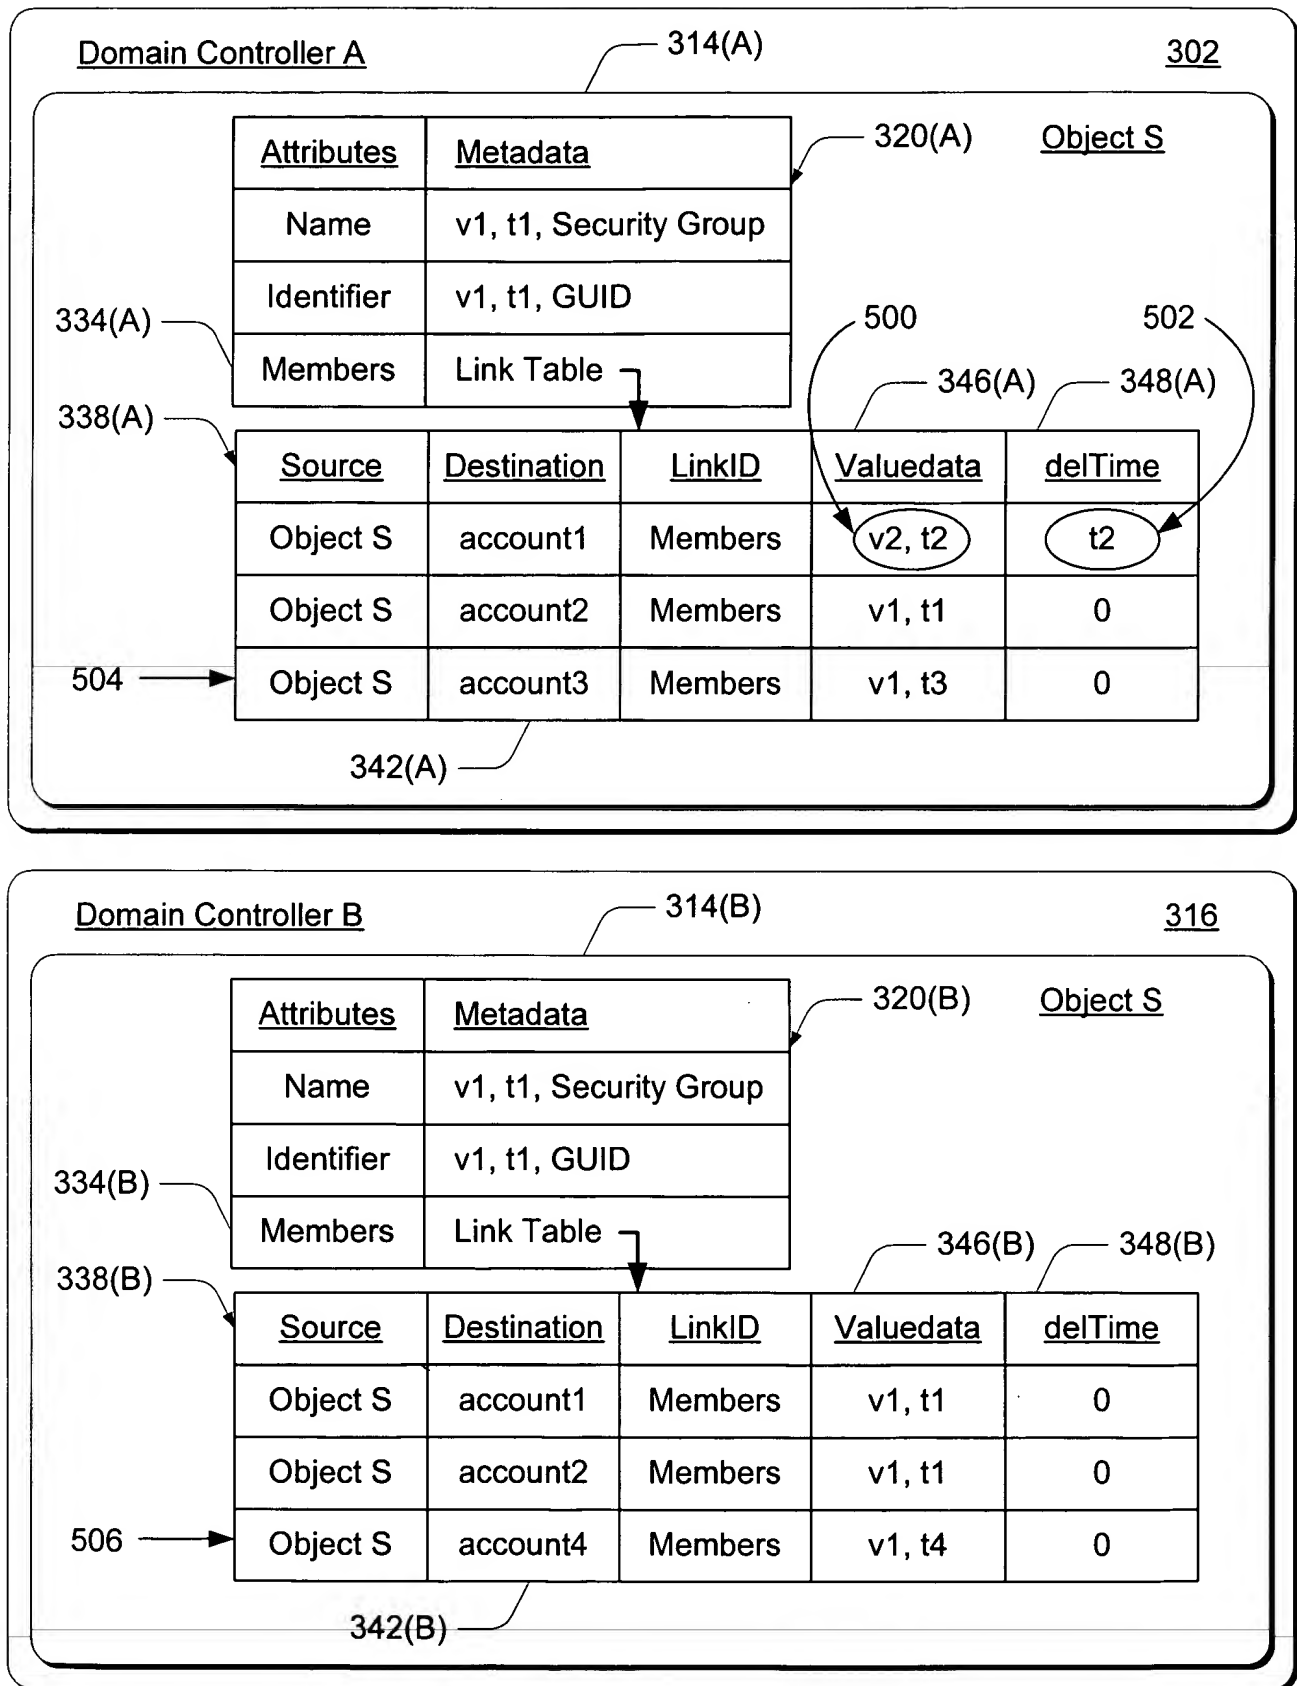 Domain Controller A 314(A) 302
Attributes Metadata 320(A) Object S
Name v1, t1, Security Group
Identifier v1, t1, GUID
334(A) 500 502
Members Link Table 346(A) 348(A)
338(A)
Source Destination LinkID Valuedata delTime
Object S account1 Members v2, t2 t2
Object S account2 Members v1, t1 0
504 Object S account3 Members v1, t3 0
342(A)
Domain Controller B 314(B) 316
Attributes Metadata 320(B) Object S
Name v1, t1, Security Group
Identifier v1, t1, GUID
334(B)
Members Link Table 346(B) 348(B)
338(B)
Source Destination LinkID Valuedata delTime
Object S account1 Members v1, t1 0
Object S account2 Members v1, t1 0
506 Object S account4 Members v1, t4 0
342(B)